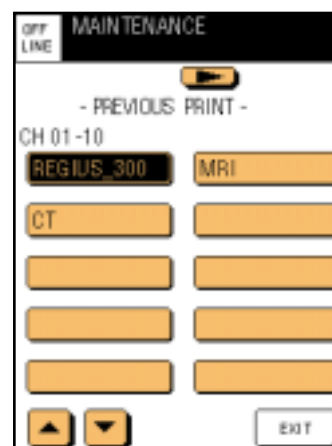 OFF LINE
MAINTENANCE
- PREVIOUS PRINT -
CH 01-10
REGIUS_300
MRI
CT
EXIT